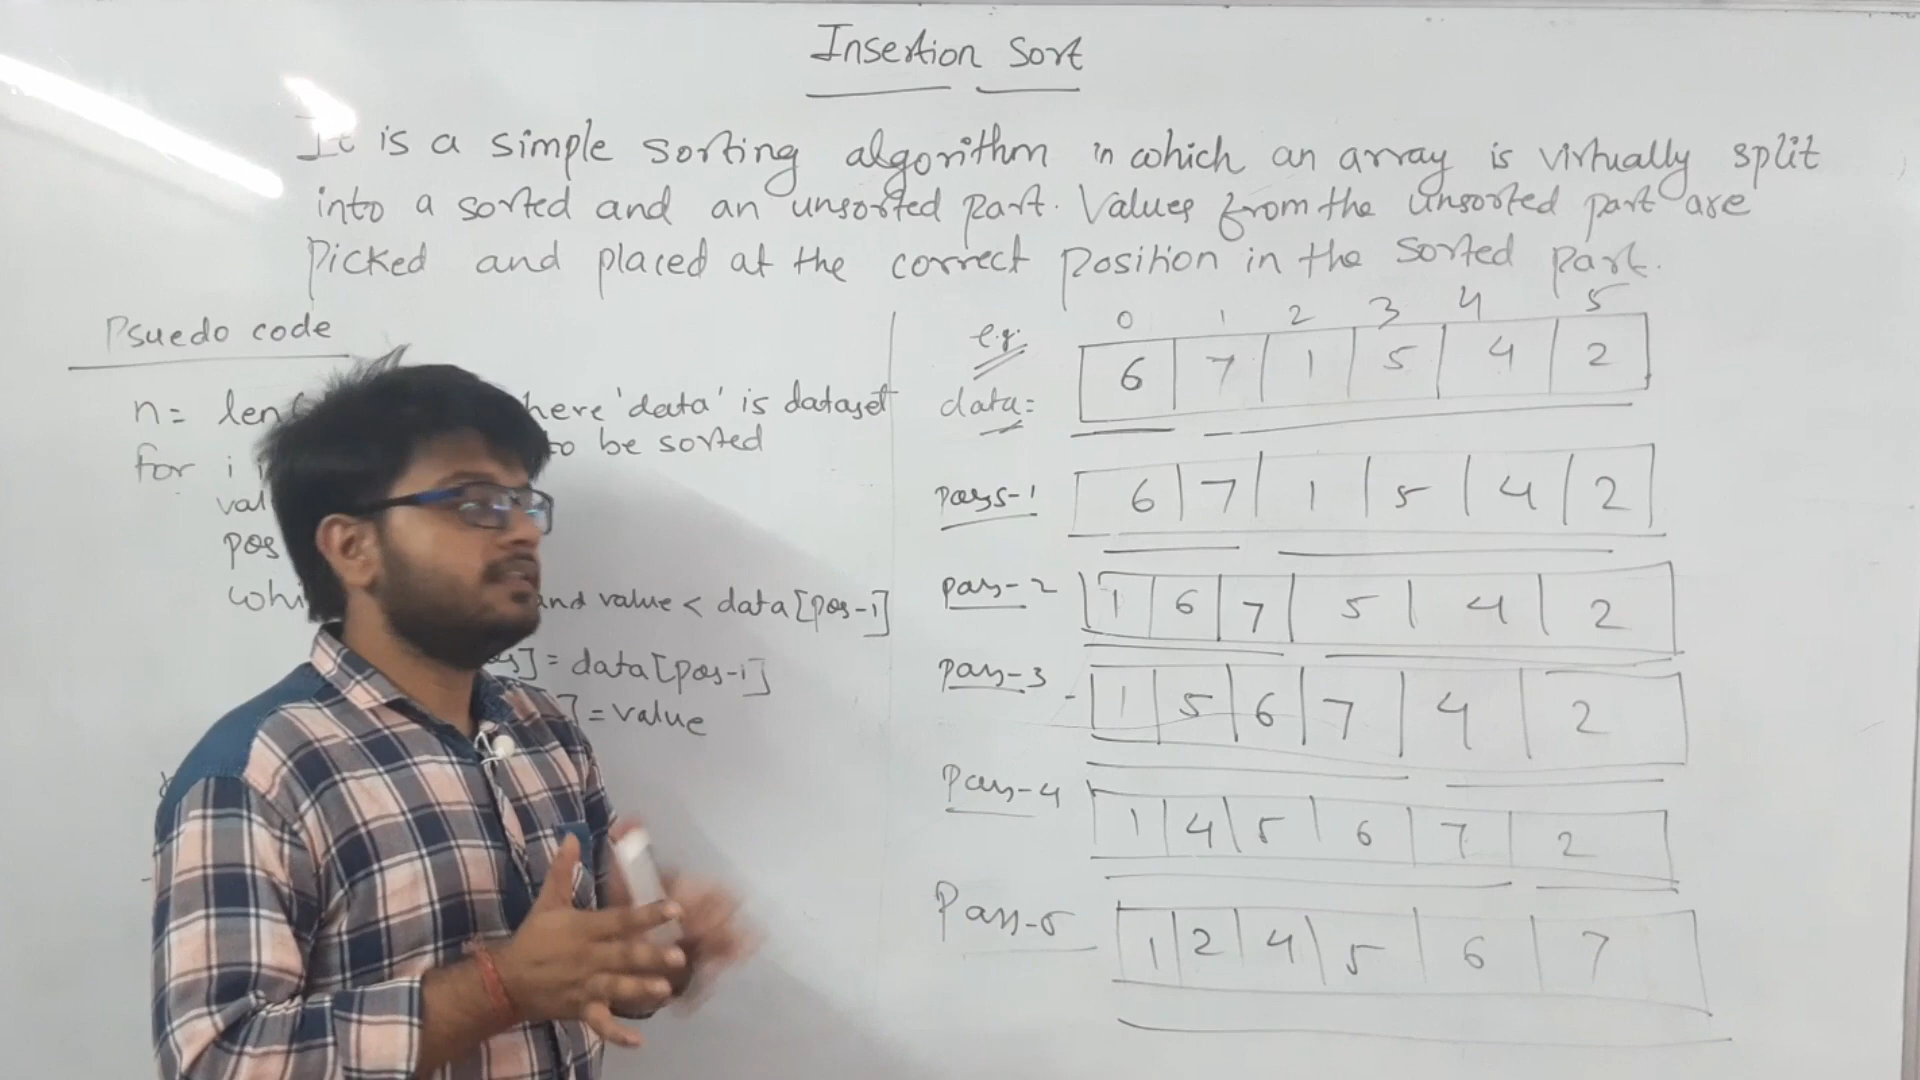 Insertion Sort
It is a simple sorting algorithm in which an array is virtually split
into a sorted and an unsorted part. Values from the unsorted part are
Picked and placed at the correct position in the sorted part.
Psuedo code
n= len
here 'data' is dataset
to be sorted
for i
val
pos
whi and value < data[pos-1]
] = data[pos-1]
] = value
e.g.
0 1 2 3 4 5
data= 6 7 1 5 4 2
pass-1 6 7 1 5 4 2
pass-2 1 6 7 5 4 2
pass-3 1 5 6 7 4 2
Pass-4 1 4 5 6 7 2
Pass-5 1 2 4 5 6 7